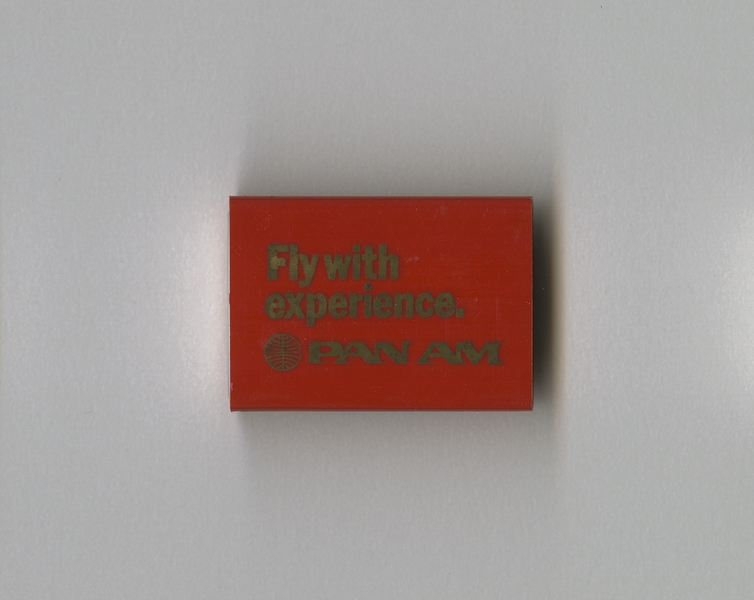 Fly with
experience.
PAN AM